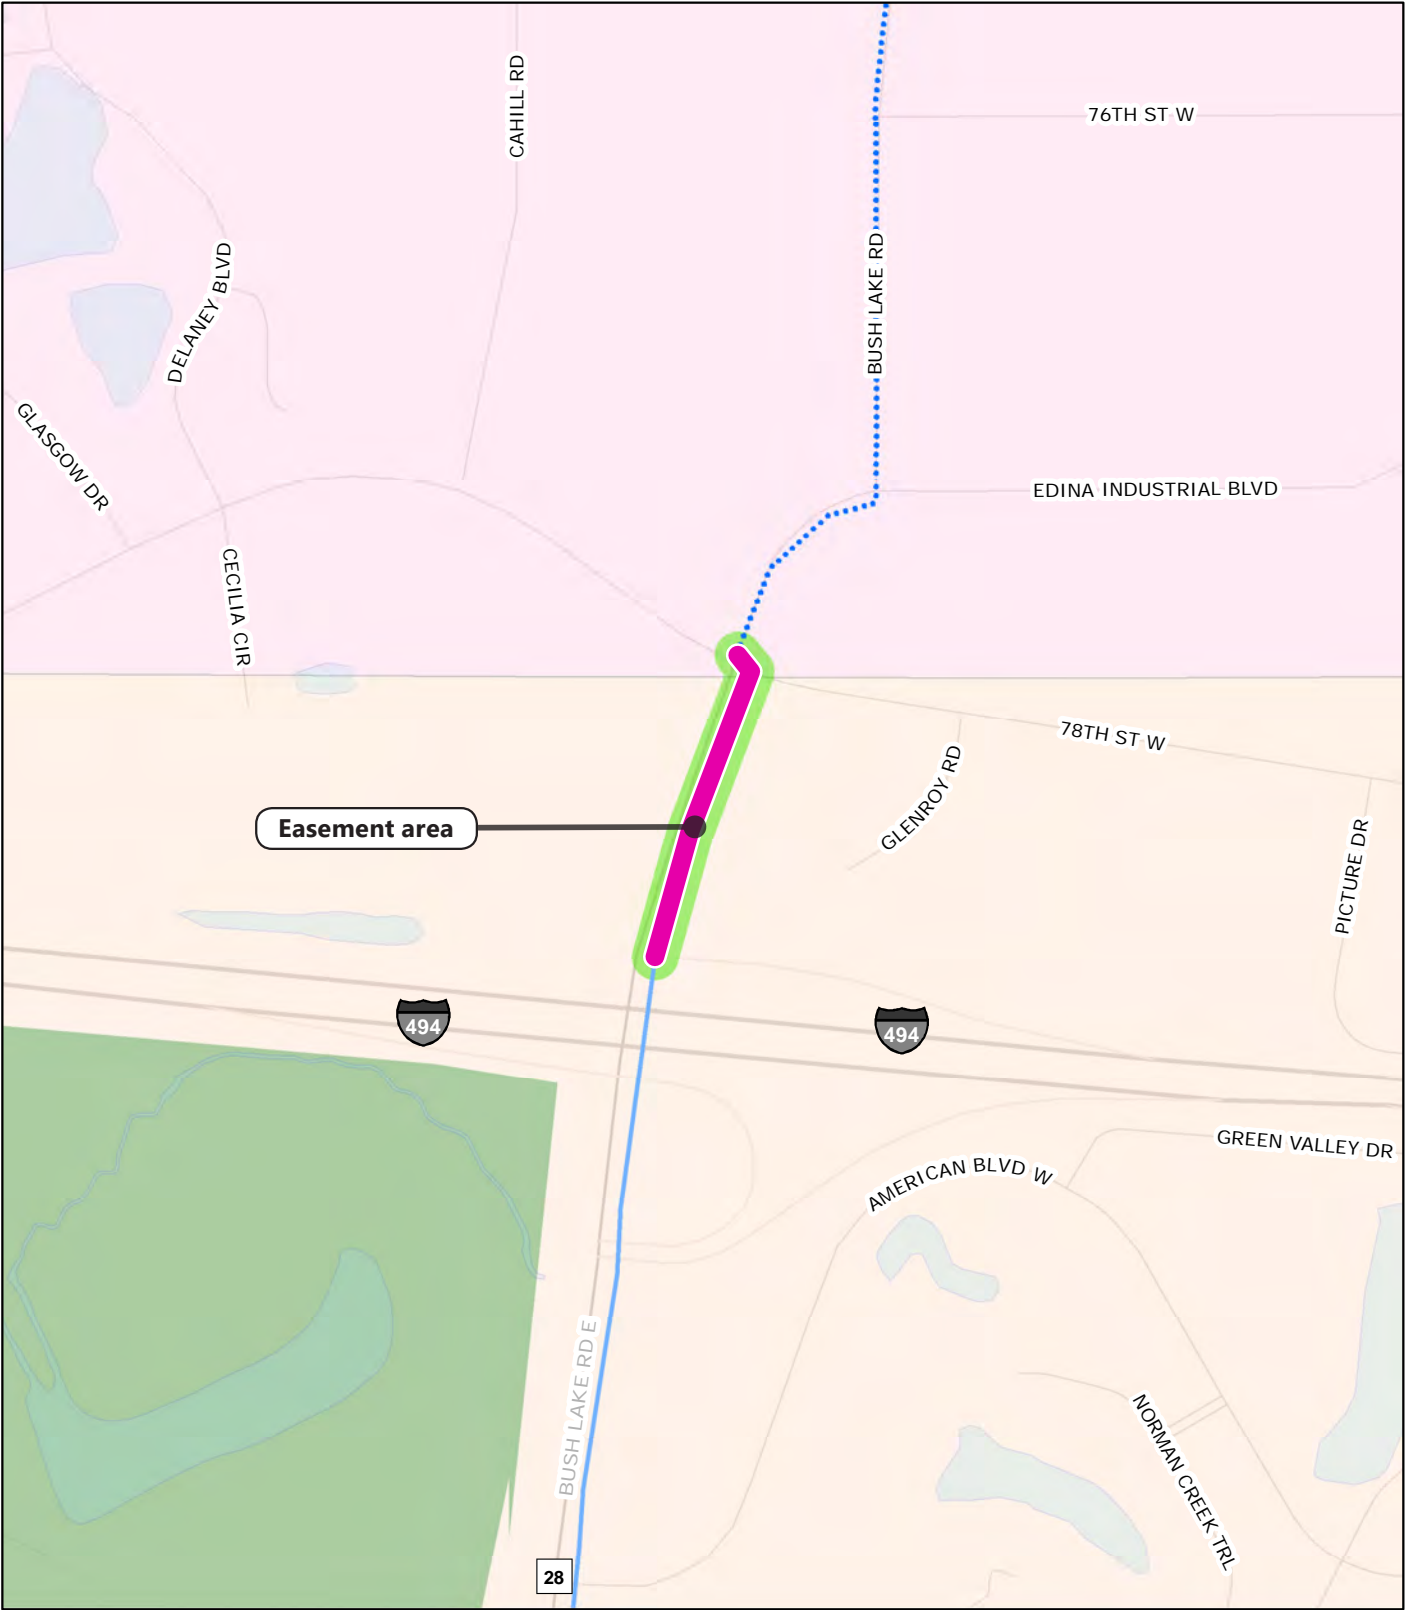 CAHILL RD
76TH ST W
BUSH LAKE RD
DELANEY BLVD
GLASGOW DR
EDINA INDUSTRIAL BLVD
CECILIA CIR
78TH ST W
GLENROY RD
Easement area
PICTURE DR
494
494
GREEN VALLEY DR
AMERICAN BLVD W
BUSH LAKE RD E
NORMAN CREEK TRL
28